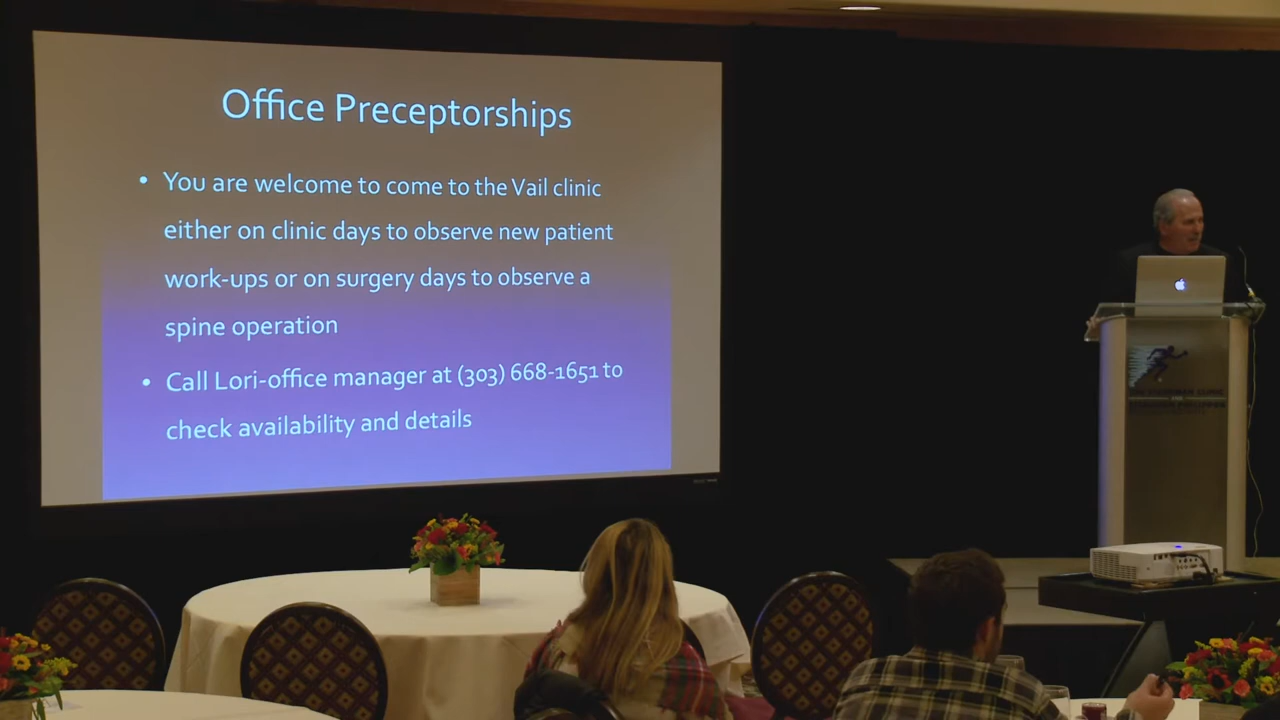 Office Preceptorships
• You are welcome to come to the Vail clinic
either on clinic days to observe new patient
work-ups or on surgery days to observe a
spine operation
• Call Lori-office manager at (303) 668-1651 to
check availability and details